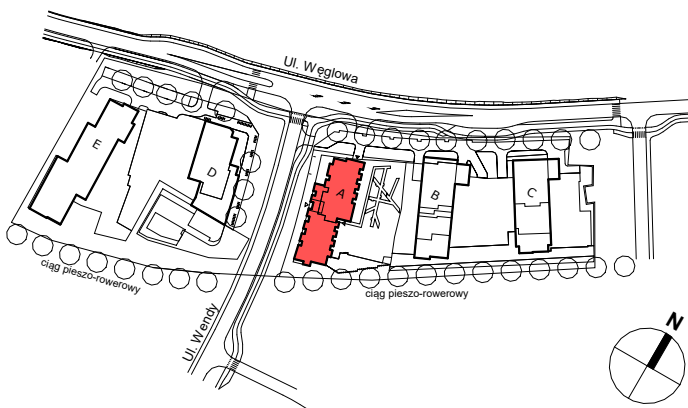 Ul. Węglowa
E
D
A
B
C
ciąg pieszo-rowerowy
ciąg pieszo-rowerowy
Ul. Wendy
N